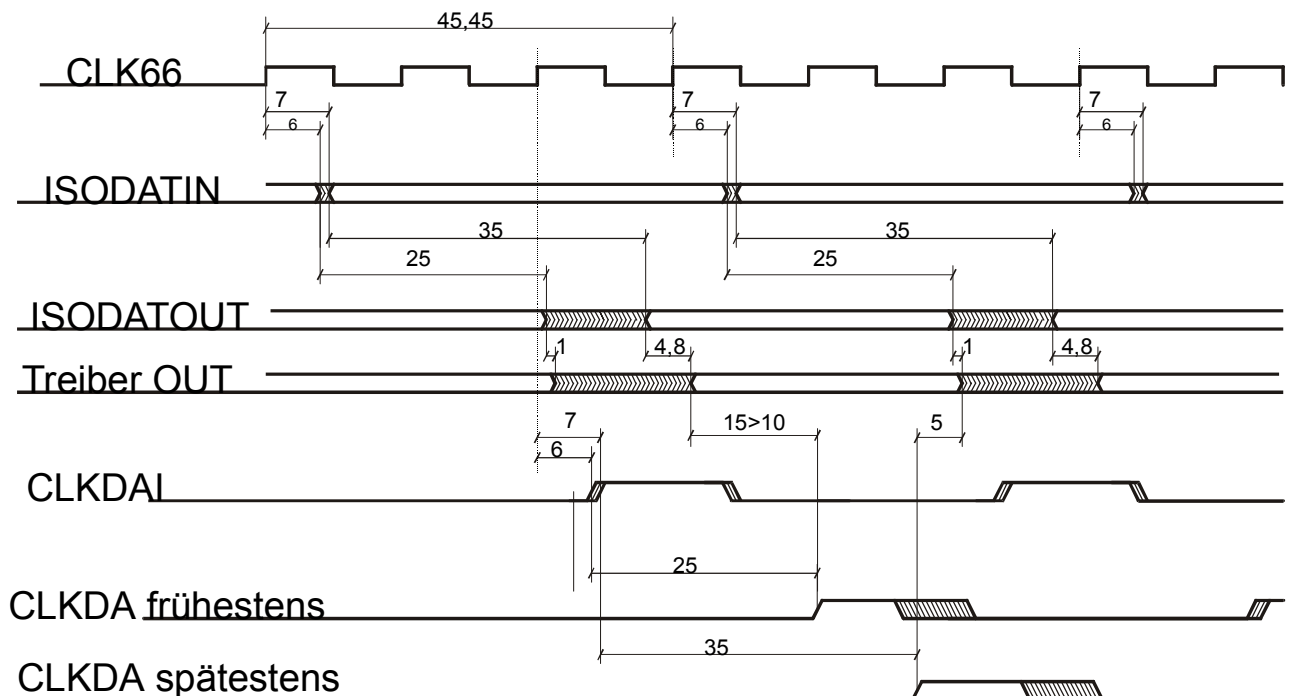 45,45
CLK66
7 7 7
6 6 6
ISODATIN
35 35
25 25
ISODATOUT
1 4,8 1 4,8
Treiber OUT
7 15>10 5
6
CLKDAI
25
CLKDA frühestens
35
CLKDA spätestens